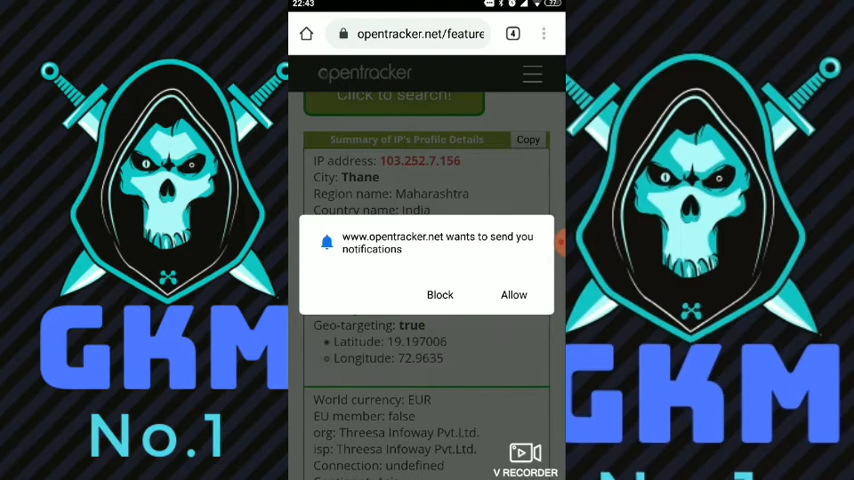 22:43
77
opentracker.net/feature
4
opentracker
Click to search!
Summary of IP's Profile Details
Copy
IP address: 103.252.7.156
City: Thane
Region name: Maharashtra
Country name: India
www.opentracker.net wants to send you
notifications
Block
Allow
Geo-targeting: true
Latitude: 19.197006
Longitude: 72.9635
World currency: EUR
EU member: false
org: Threesa Infoway Pvt.Ltd.
isp: Threesa Infoway Pvt.Ltd.
Connection: undefined
V RECORDER
GKM
No.1
GKM